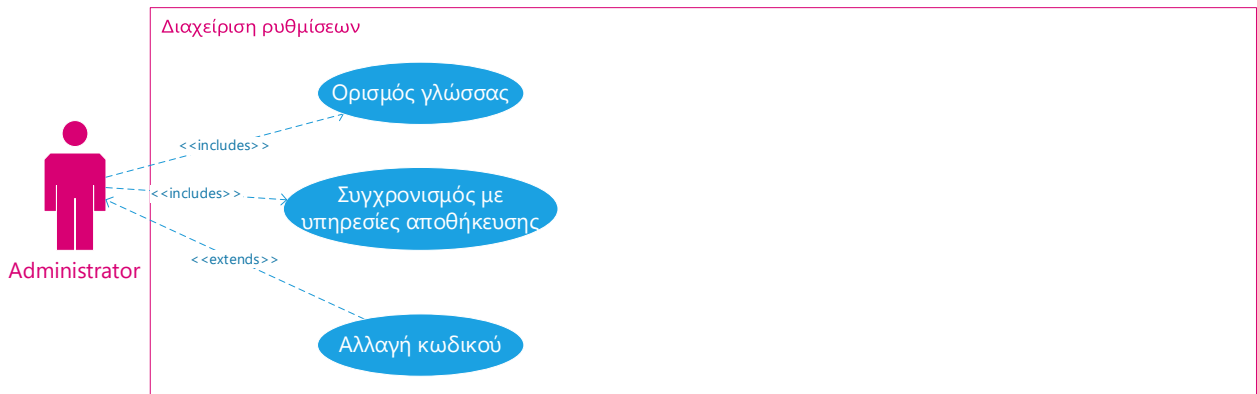 Διαχείριση ρυθμίσεων
Ορισμός γλώσσας
<<includes>>
Συγχρονισμός με
<<includes>>
υπηρεσίες αποθήκευσης
<<extends>>
Administrator
Αλλαγή κωδικού